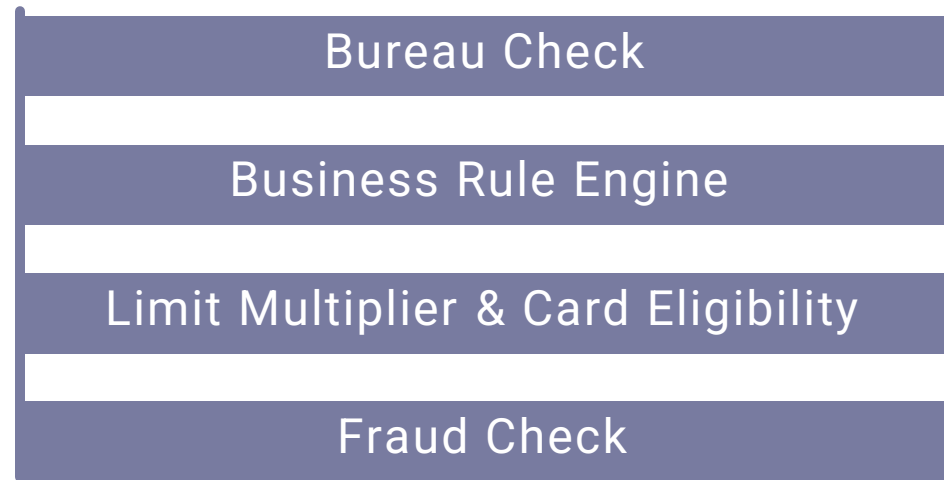 Bureau Check
Business Rule Engine
Limit Multiplier & Card Eligibility
Fraud Check